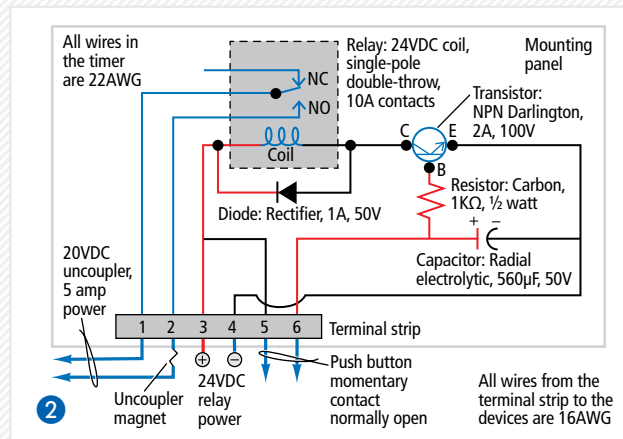 All wires in
the timer
are 22AWG
NC
NO
Coil
Relay: 24VDC coil,
single-pole
double-throw,
10A contacts
Mounting
panel
Transistor:
NPN Darlington,
2A, 100V
C
E
B
Diode: Rectifier, 1A, 50V
Resistor: Carbon,
1KΩ, ½ watt
+
−
Capacitor: Radial
electrolytic, 560µF, 50V
20VDC
uncoupler,
5 amp
power
1 2 3 4 5 6
Terminal strip
+ −
Uncoupler
magnet
24VDC
relay
power
Push button
momentary
contact
normally open
All wires from the
terminal strip to the
devices are 16AWG
2